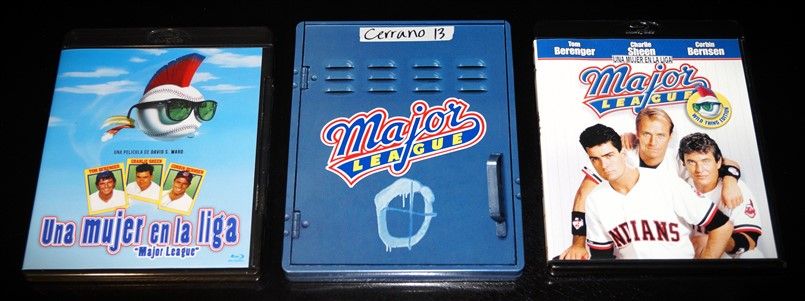 UNA PELÍCULA DE DAVID S. WARD
TOM BERENGER
CHARLIE SHEEN
CORBIN BERNSEN
Una mujer en la liga
"Major League"
Cerrano 13
Major
LEAGUE
Tom
Berenger
Charlie
Sheen
Corbin
Bernsen
UNA MUJER EN LA LIGA
Major
LEAGUE
WILD THING EDITION
INDIANS